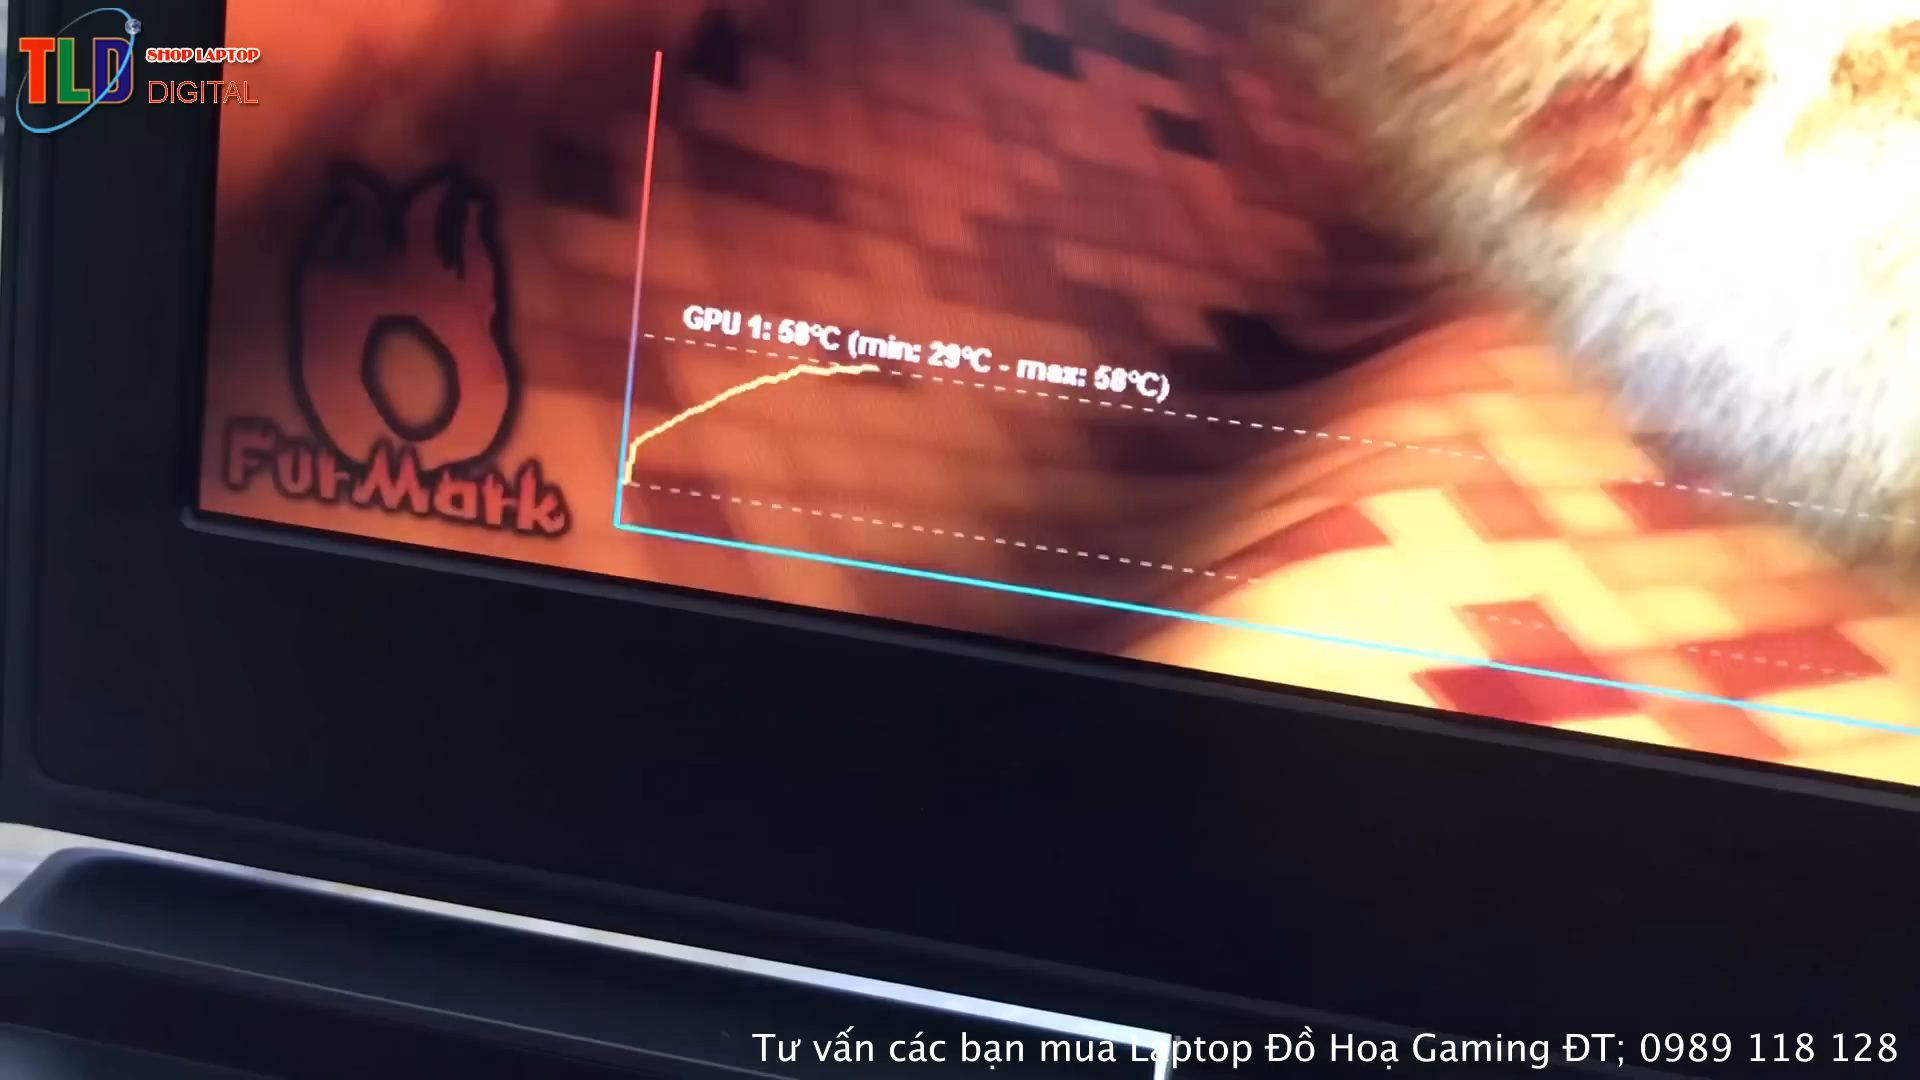 TLD
SHOP LAPTOP
DIGITAL
GPU 1: 58°C (min: 29°C - max: 58°C)
FurMark
Tư vấn các bạn mua Laptop Đồ Hoạ Gaming ĐT; 0989 118 128